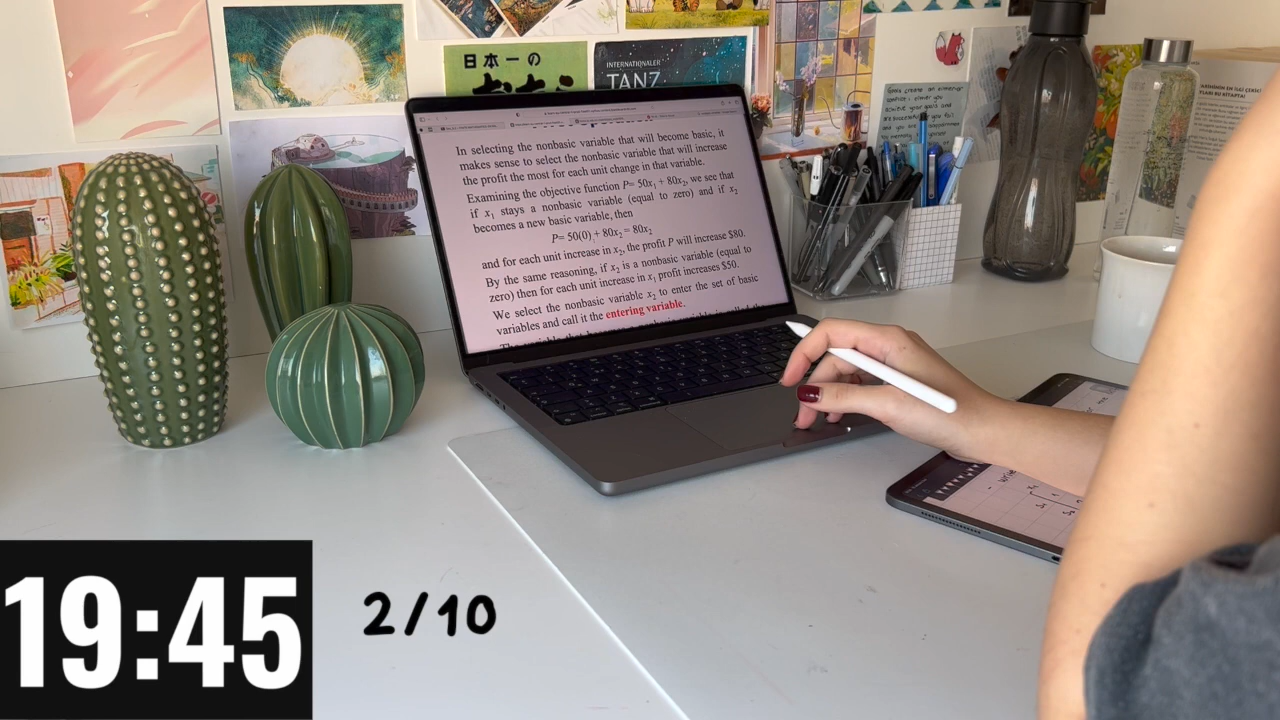 日本一の
INTERNATIONALER
TANZ
In selecting the nonbasic variable that will become basic, it
makes sense to select the nonbasic variable that will increase
the profit the most for each unit change in that variable.
Examining the objective function P= 50x₁ + 80x₂, we see that
if x₁ stays a nonbasic variable (equal to zero) and if x₂
becomes a new basic variable, then
P= 50(0) + 80x₂ = 80x₂
and for each unit increase in x₂, the profit P will increase $80.
By the same reasoning, if x₂ is a nonbasic variable (equal to
zero) then for each unit increase in x₁ profit increases $50.
We select the nonbasic variable x₂ to enter the set of basic
variables and call it the entering variable.
19:45
2/10